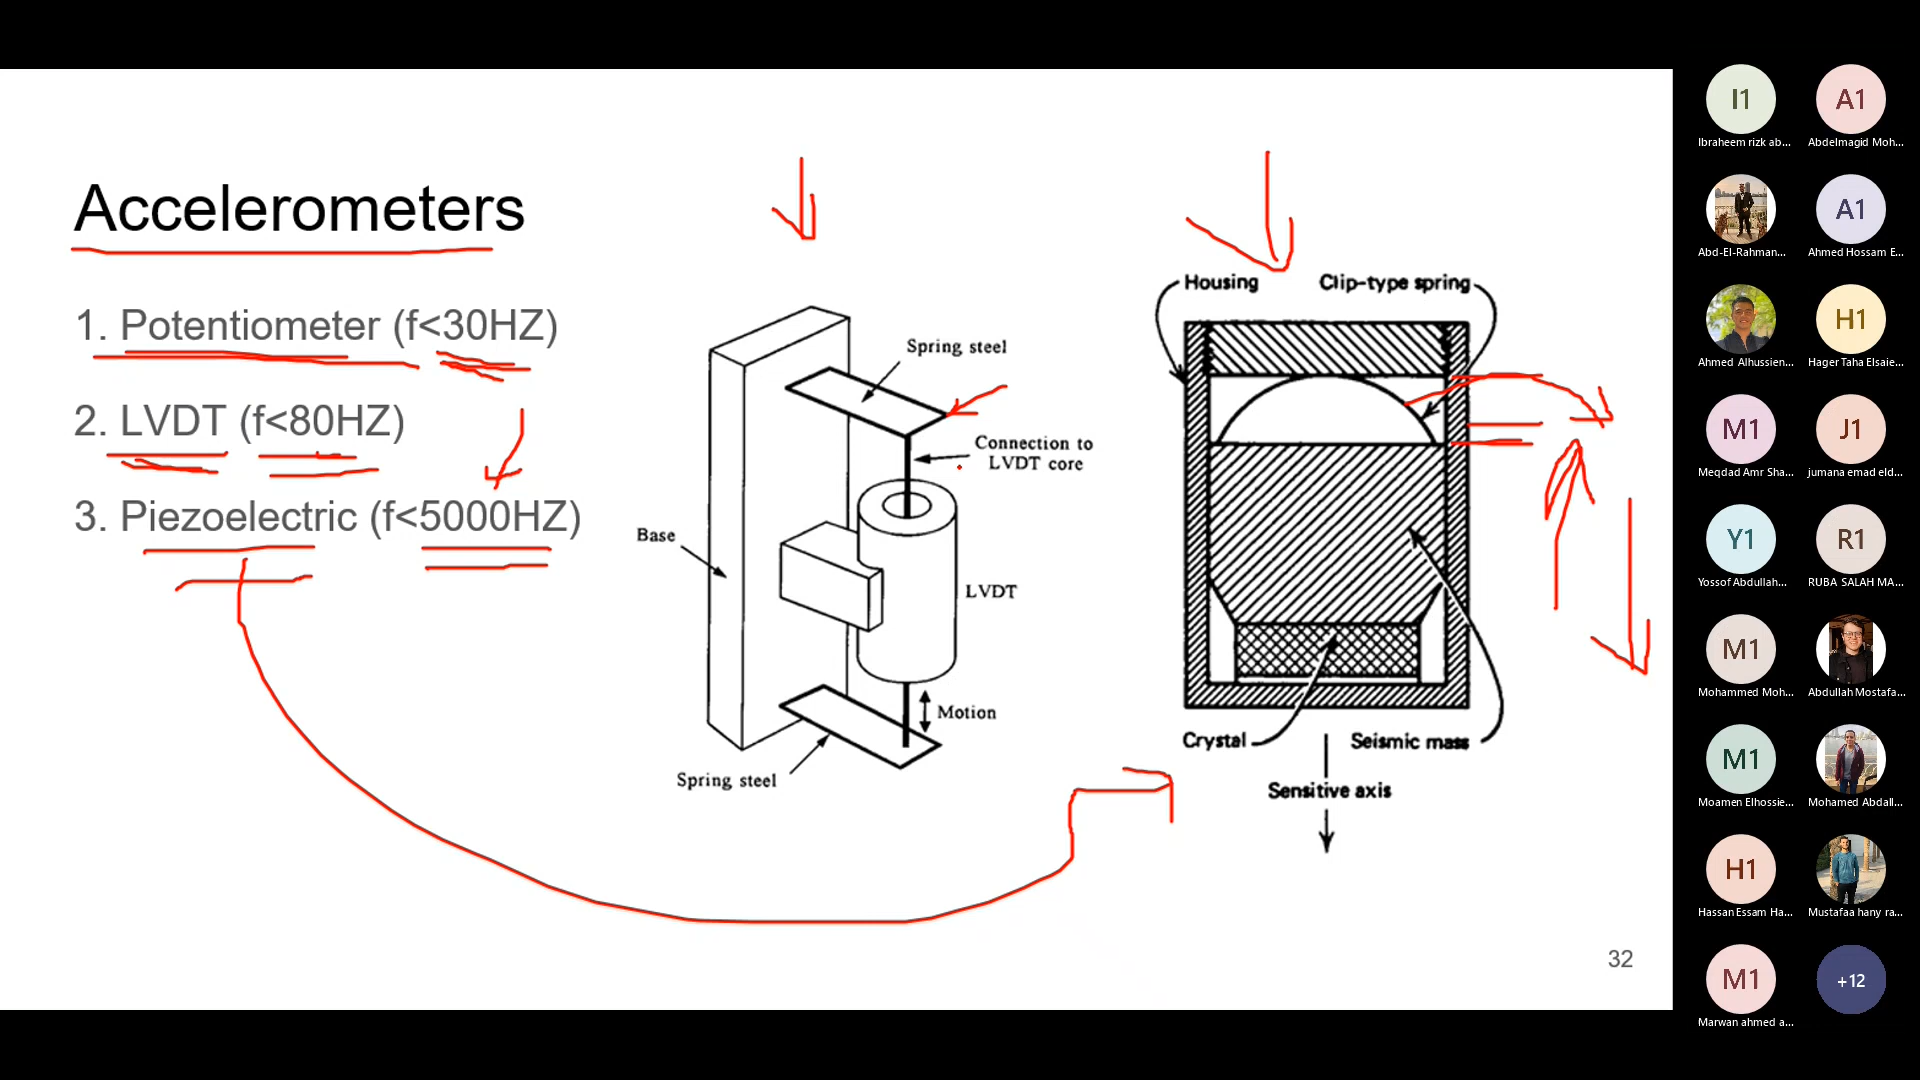 Accelerometers
1. Potentiometer (f<30HZ)
2. LVDT (f<80HZ)
3. Piezoelectric (f<5000HZ)
Spring steel
Connection to
LVDT core
Base
LVDT
Motion
Spring steel
Housing
Clip-type spring
Crystal
Seismic mass
Sensitive axis
32
I1
Ibraheem rizk ab...
A1
Abdelmagid Moh...
Abd-El-Rahman...
A1
Ahmed Hossam E...
Ahmed Alhussien...
H1
Hager Taha Elsaie...
M1
Meqdad Amr Sha...
J1
jumana emad eld...
Y1
Yossof Abdullah...
R1
RUBA SALAH MA...
M1
Mohammed Moh...
Abdullah Mostafa...
M1
Moamen Elhossie...
Mohamed Abdall...
H1
Hassan Essam Ha...
Mustafaa hany ra...
M1
Marwan ahmed a...
+12